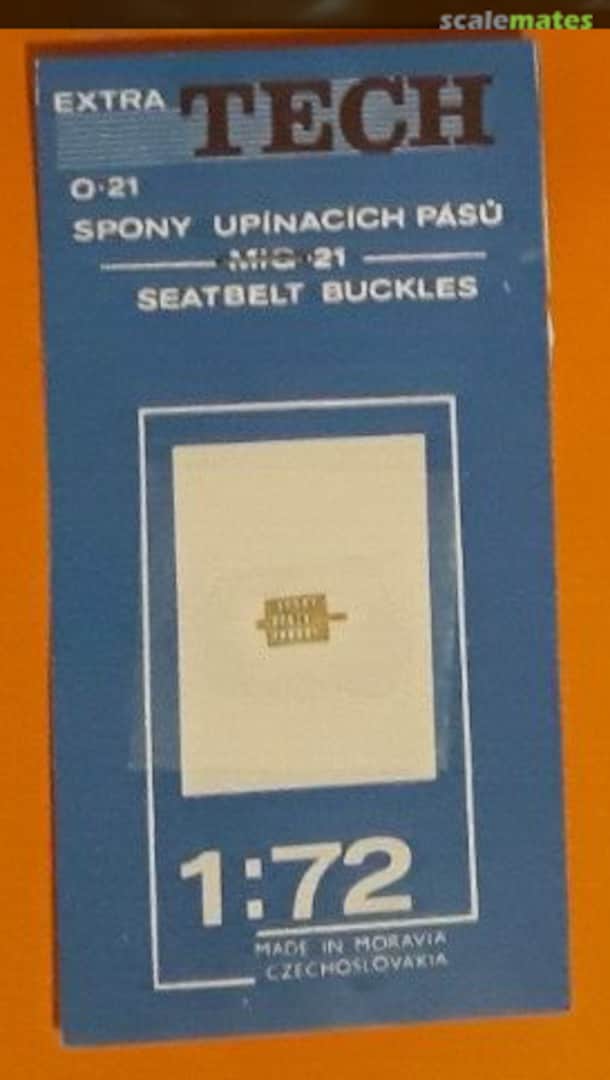 scalemates
EXTRA TECH
O·21
SPONY UPÍNACÍCH PÁSŮ
MIG·21
SEATBELT BUCKLES
1:72
MADE IN MORAVIA
CZECHOSLOVAKIA